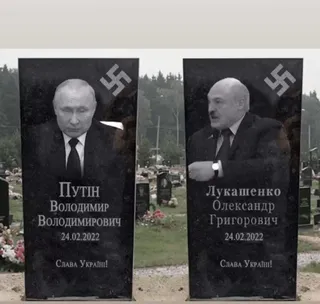 Путін
Володимир
Володимирович
24.02.2022
Слава Україні!
Лукашенко
Олександр
Григорович
24.02.2022
Слава Україні!